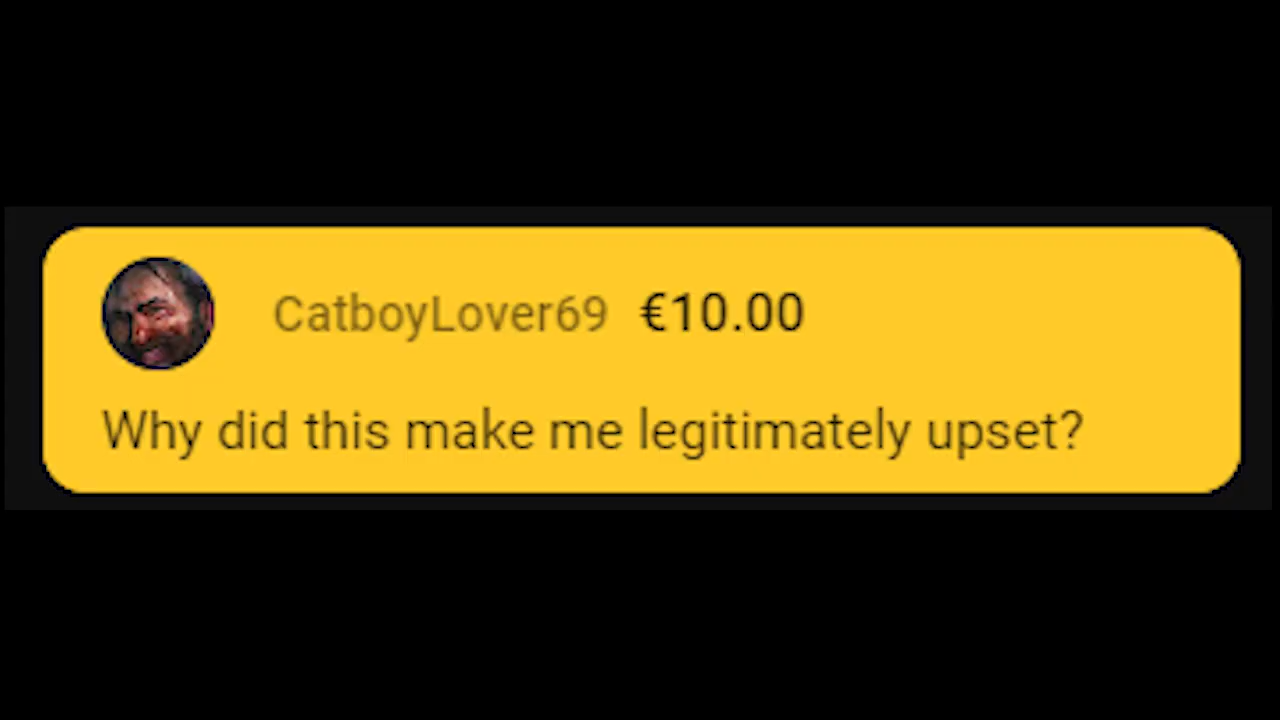 CatboyLover69 €10.00
Why did this make me legitimately upset?